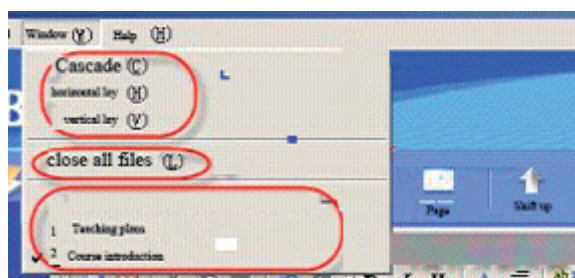 Window (W) Help (H)
Cascade (C)
horizontal lay (H)
vertical lay (V)
close all files (L)
1 Teaching plans
2 Course introduction
Page Shift up